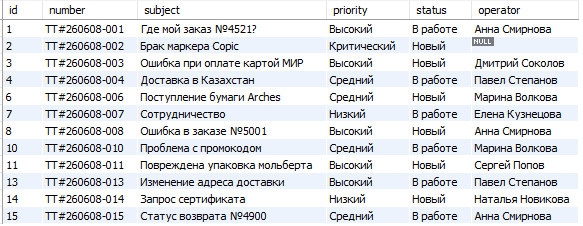 id number subject priority status operator
1 TT#260608-001 Где мой заказ №4521? Высокий В работе Анна Смирнова
2 TT#260608-002 Брак маркера Copic Критический Новый NULL
3 TT#260608-003 Ошибка при оплате картой МИР Высокий Новый Дмитрий Соколов
4 TT#260608-004 Доставка в Казахстан Средний В работе Павел Степанов
6 TT#260608-006 Поступление бумаги Arches Средний Новый Марина Волкова
7 TT#260608-007 Сотрудничество Низкий В работе Елена Кузнецова
8 TT#260608-008 Ошибка в заказе №5001 Высокий Новый Анна Смирнова
10 TT#260608-010 Проблема с промокодом Средний В работе Марина Волкова
11 TT#260608-011 Повреждена упаковка мольберта Высокий Новый Сергей Попов
13 TT#260608-013 Изменение адреса доставки Высокий В работе Павел Степанов
14 TT#260608-014 Запрос сертификата Низкий Новый Наталья Новикова
15 TT#260608-015 Статус возврата №4900 Средний В работе Анна Смирнова